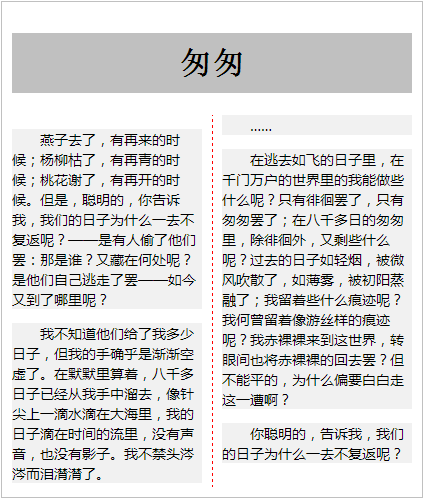 匆匆
燕子去了，有再来的时
候；杨柳枯了，有再青的时
候；桃花谢了，有再开的时
候。但是，聪明的，你告诉
我，我们的日子为什么一去不
复返呢？——是有人偷了他们
罢：那是谁？又藏在何处呢？
是他们自己逃走了罢——如今
又到了哪里呢？
我不知道他们给了我多少
日子，但我的手确乎是渐渐空
虚了。在默默里算着，八千多
日子已经从我手中溜去，像针
尖上一滴水滴在大海里，我的
日子滴在时间的流里，没有声
音，也没有影子。我不禁头涔
涔而泪潸潸了。
……
在逃去如飞的日子里，在
千门万户的世界里的我能做些
什么呢？只有徘徊罢了，只有
匆匆罢了；在八千多日的匆匆
里，除徘徊外，又剩些什么
呢？过去的日子如轻烟，被微
风吹散了，如薄雾，被初阳蒸
融了；我留着些什么痕迹呢？
我何曾留着像游丝样的痕迹
呢？我赤裸裸来到这世界，转
眼间也将赤裸裸的回去罢？但
不能平的，为什么偏要白白走
这一遭啊？
你聪明的，告诉我，我们
的日子为什么一去不复返呢？